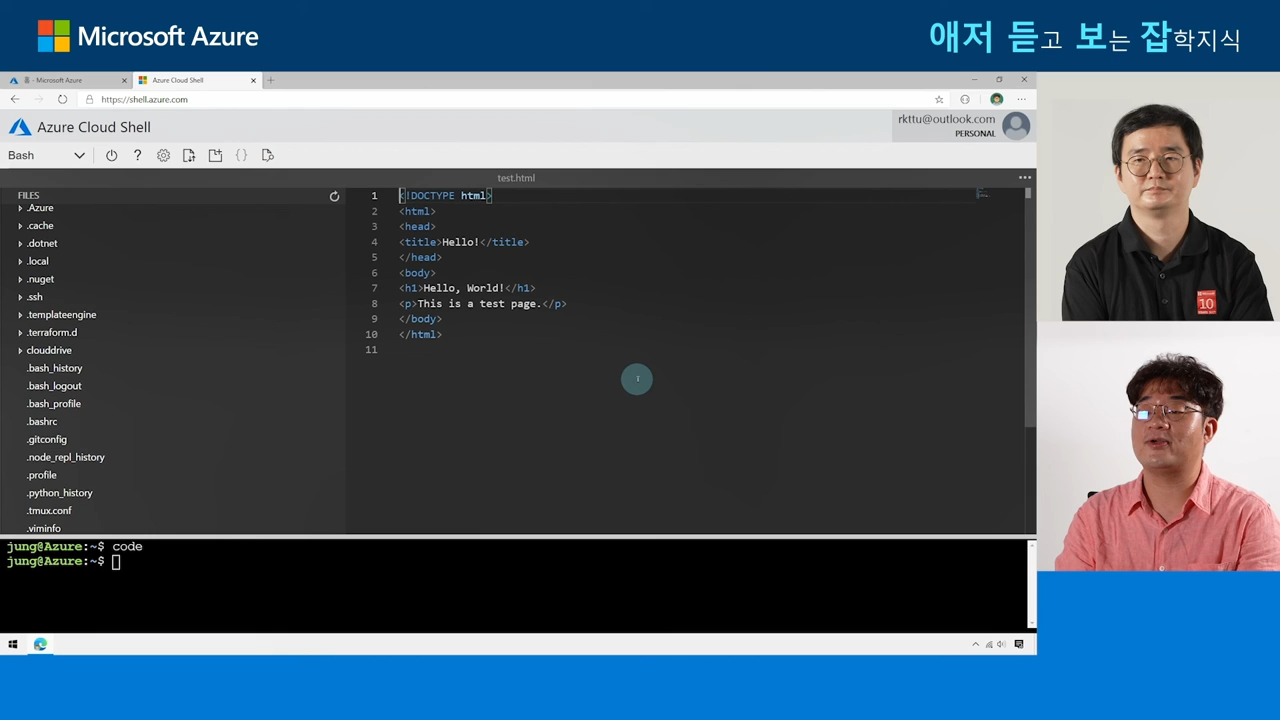 Microsoft Azure
애저 듣고 보는 잡학지식
홈 - Microsoft Azure
Azure Cloud Shell
https://shell.azure.com
Azure Cloud Shell
rkttu@outlook.com
PERSONAL
Bash
test.html
FILES
.Azure
.cache
.dotnet
.local
.nuget
.ssh
.templateengine
.terraform.d
clouddrive
.bash_history
.bash_logout
.bash_profile
.bashrc
.gitconfig
.node_repl_history
.profile
.python_history
.tmux.conf
.viminfo
1 <!DOCTYPE html>
2 <html>
3 <head>
4 <title>Hello!</title>
5 </head>
6 <body>
7 <h1>Hello, World!</h1>
8 <p>This is a test page.</p>
9 </body>
10 </html>
11
jung@Azure:~$ code
jung@Azure:~$
10